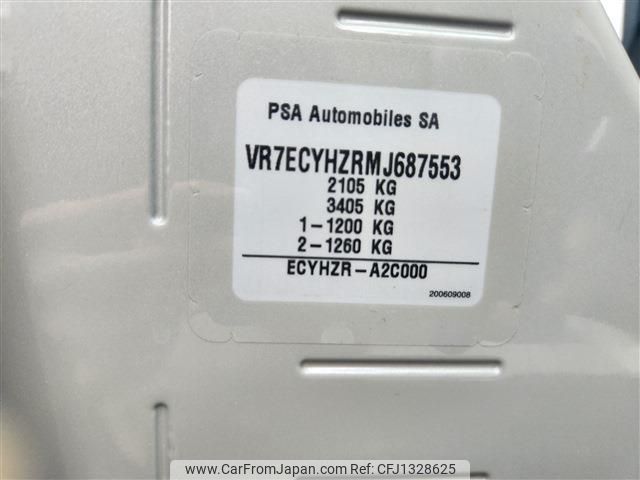 PSA Automobiles SA
VR7ECYHZRMJ687553
2105 KG
3405 KG
1-1200 KG
2-1260 KG
ECYHZR-A2C000
200609008
www.CarFromJapan.com | CFJ1328625